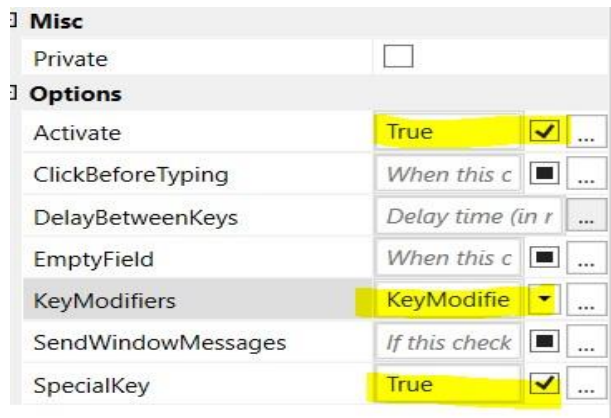 Misc
Private
Options
Activate True ...
ClickBeforeTyping When this c ...
DelayBetweenKeys Delay time (in r ...
EmptyField When this c ...
KeyModifiers KeyModifie ...
SendWindowMessages If this check ...
SpecialKey True ...